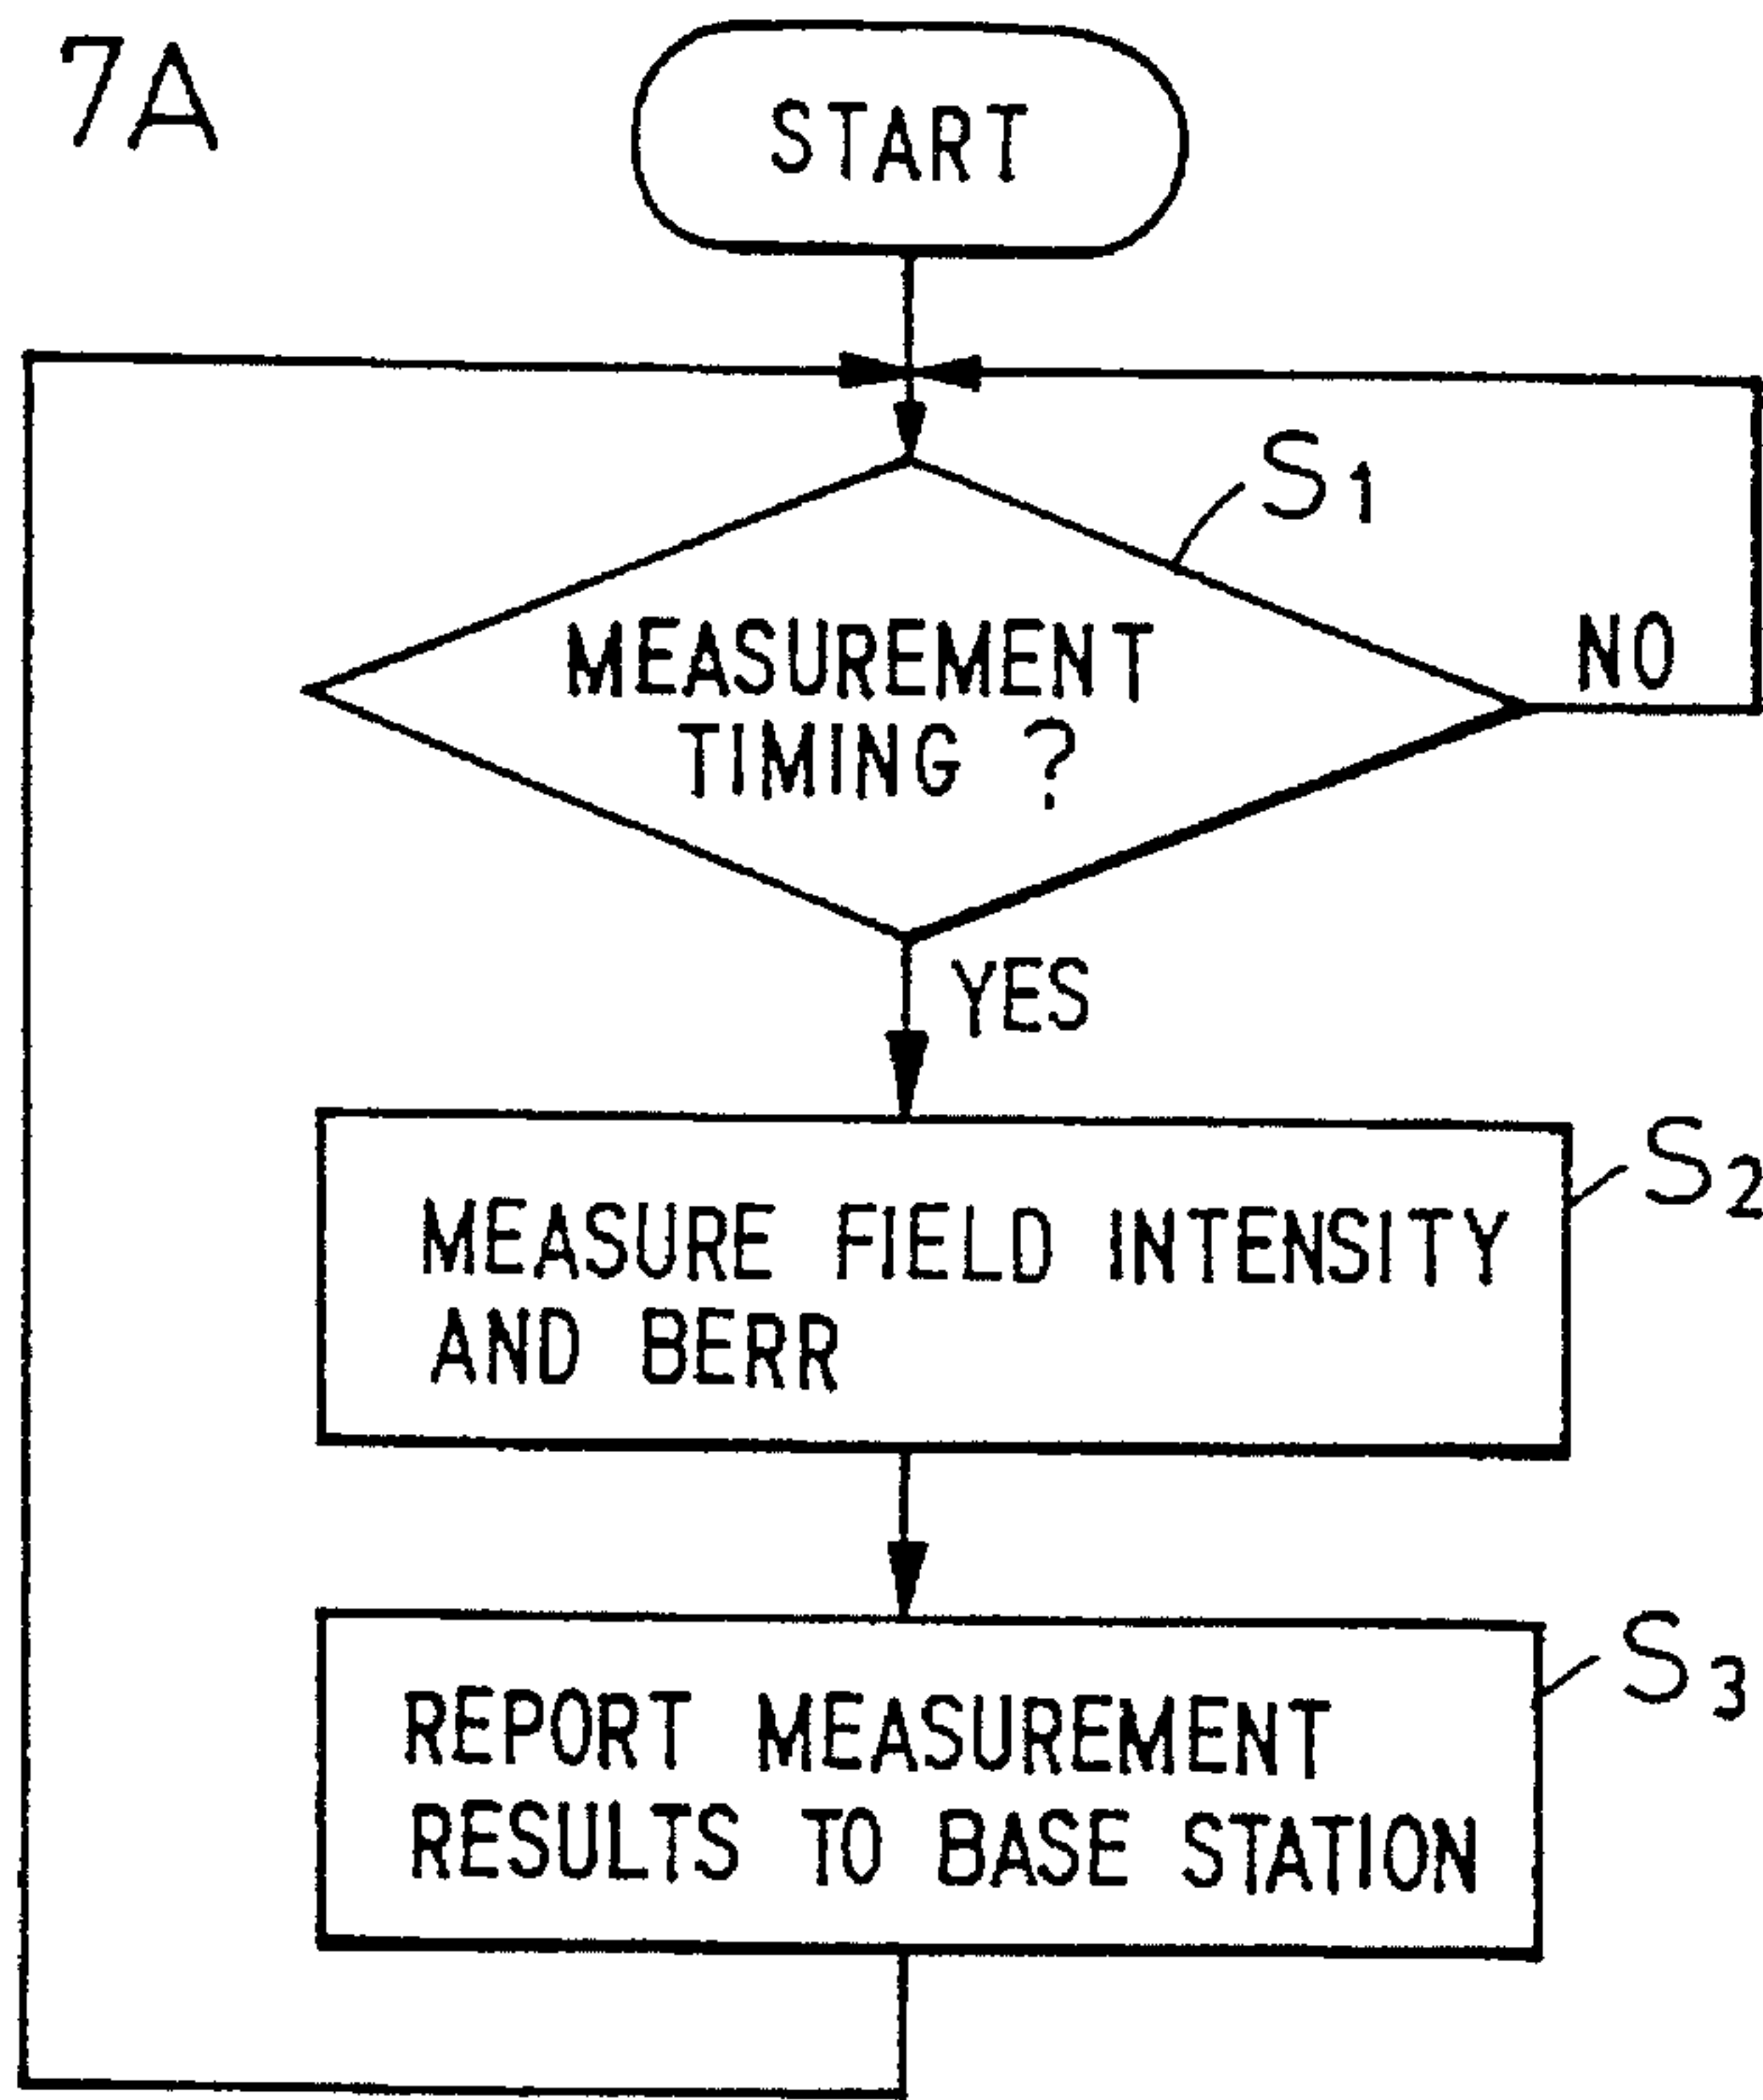 7A
START
S1
MEASUREMENT
TIMING ?
NO
YES
S2
MEASURE FIELD INTENSITY
AND BERR
S3
REPORT MEASUREMENT
RESULTS TO BASE STATION